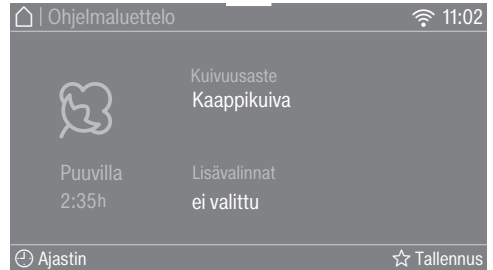 | Ohjelmaluettelo
11:02
Kuivuusaste
Kaappikuiva
Puuvilla
2:35h
Lisävalinnat
ei valittu
Ajastin
Tallennus